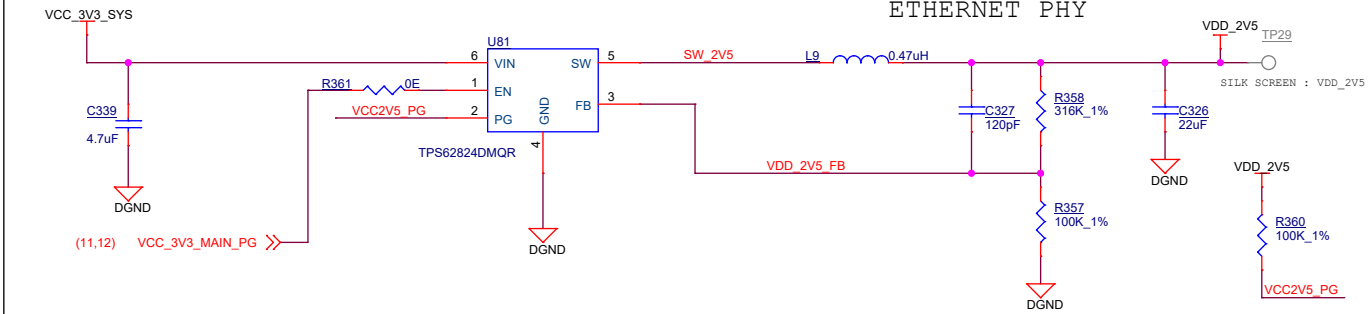 ETHERNET PHY
VCC_3V3_SYS
VDD_2V5
TP29
U81
6 VIN
SW 5
SW_2V5
L9
0.47uH
SILK SCREEN : VDD_2V5
R361
0E
1 EN
FB 3
VCC2V5_PG
2 PG
GND
4
C339
4.7uF
C327
120pF
R358
316K_1%
C326
22uF
TPS62824DMQR
VDD_2V5_FB
VDD_2V5
DGND
DGND
R357
100K_1%
R360
100K_1%
(11,12) VCC_3V3_MAIN_PG
DGND
DGND
VCC2V5_PG